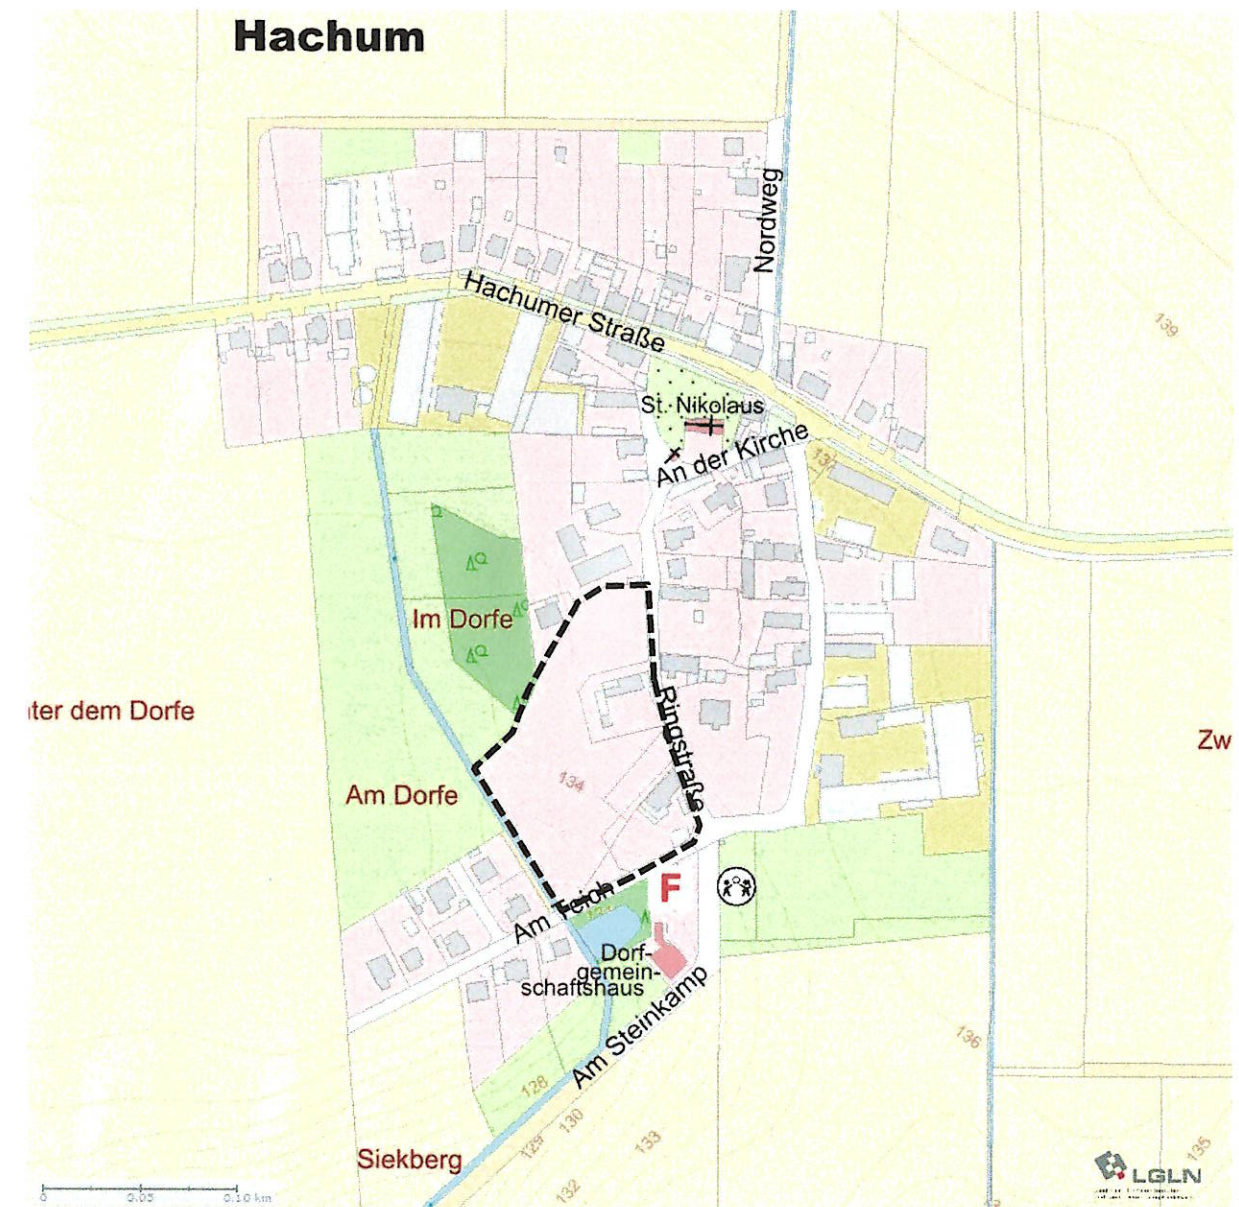 Hachum
Nordweg
139
Hachumer Straße
St. Nikolaus
An der Kirche
137
Im Dorfe
Ringstraße
nter dem Dorfe
Zw
134
Am Dorfe
F
Am Teich
Dorf-
gemein-
schaftshaus
Am Steinkamp
136
128
130
129
133
135
Siekberg
132
LGLN
0 0.05 0.10 km